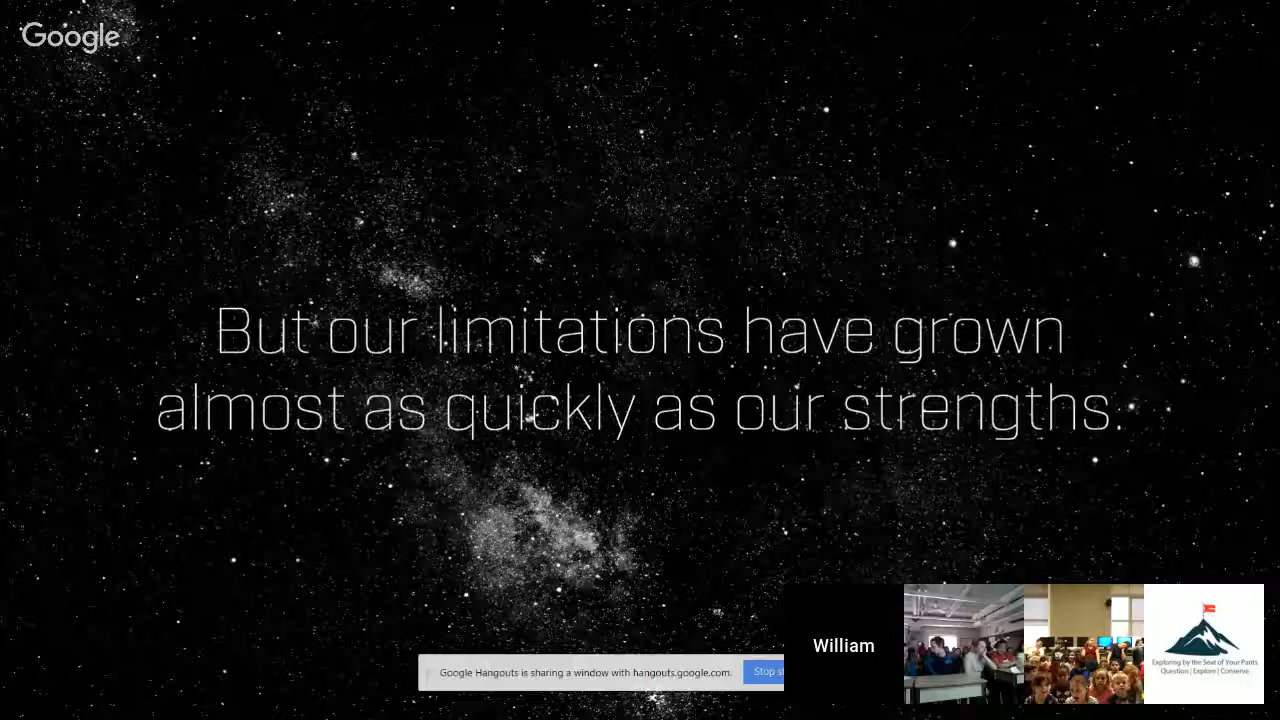 Google
But our limitations have grown
almost as quickly as our strengths.
Google Hangouts is sharing a window with hangouts.google.com.
Stop
William
Exploring by the Seat of Your Pants
Question | Explore | Conserve